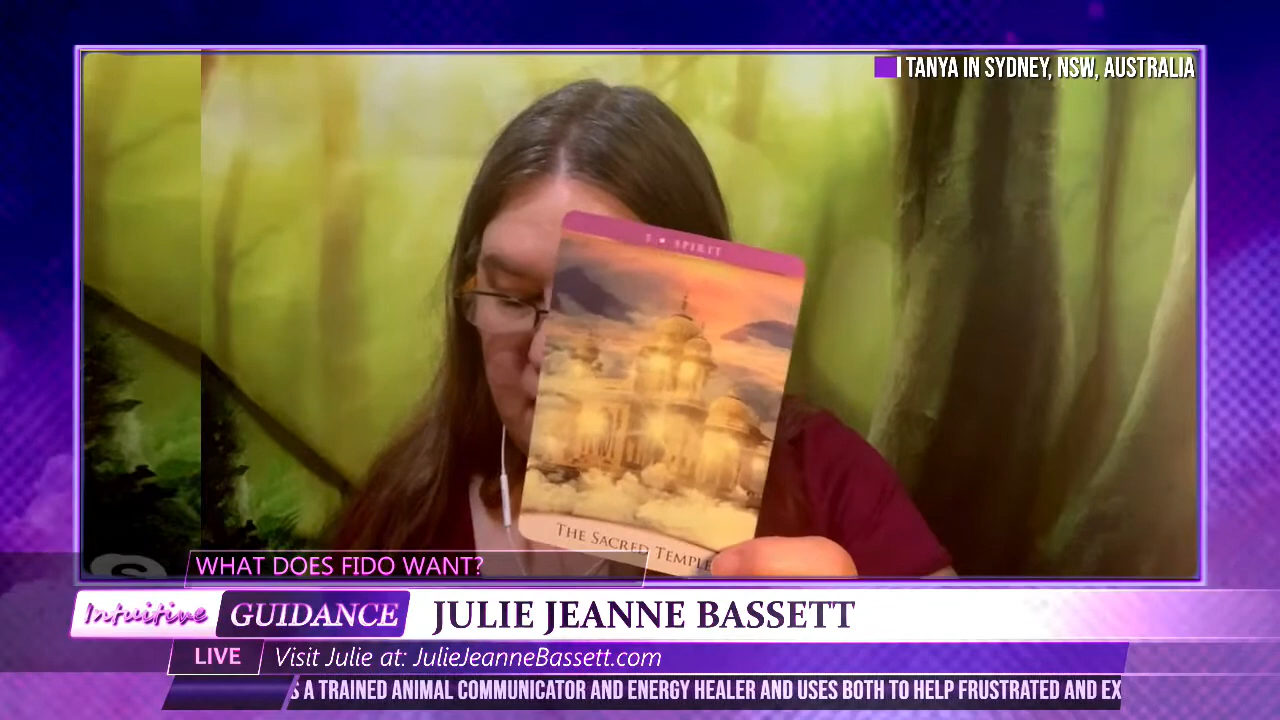 TANYA IN SYDNEY, NSW, AUSTRALIA
5 • SPIRIT
THE SACRED TEMPLE
WHAT DOES FIDO WANT?
Intuitive GUIDANCE JULIE JEANNE BASSETT
LIVE Visit Julie at: JulieJeanneBassett.com
S A TRAINED ANIMAL COMMUNICATOR AND ENERGY HEALER AND USES BOTH TO HELP FRUSTRATED AND EX